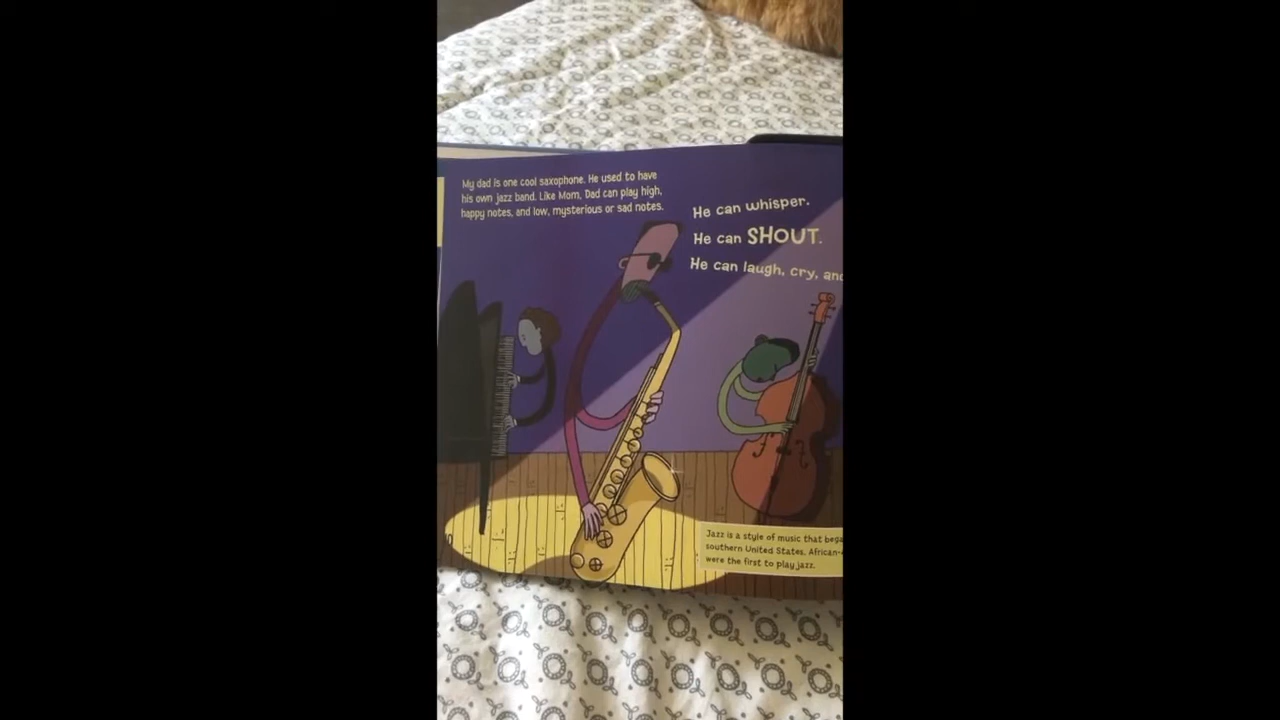 My dad is one cool saxophone. He used to have
his own jazz band. Like Mom, Dad can play high,
happy notes, and low, mysterious or sad notes.
He can whisper.
He can SHOUT.
He can laugh, cry, and
Jazz is a style of music that
southern United States.
were the first to play jazz.